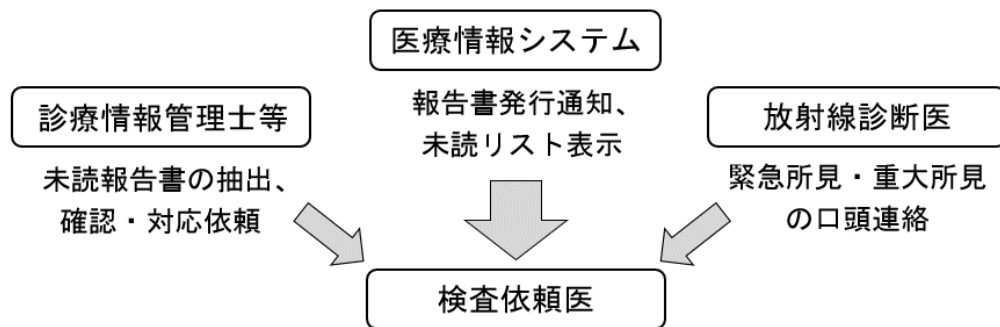 医療情報システム
報告書発行通知、
未読リスト表示
診療情報管理士等
未読報告書の抽出、
確認・対応依頼
放射線診断医
緊急所見・重大所見
の口頭連絡
検査依頼医